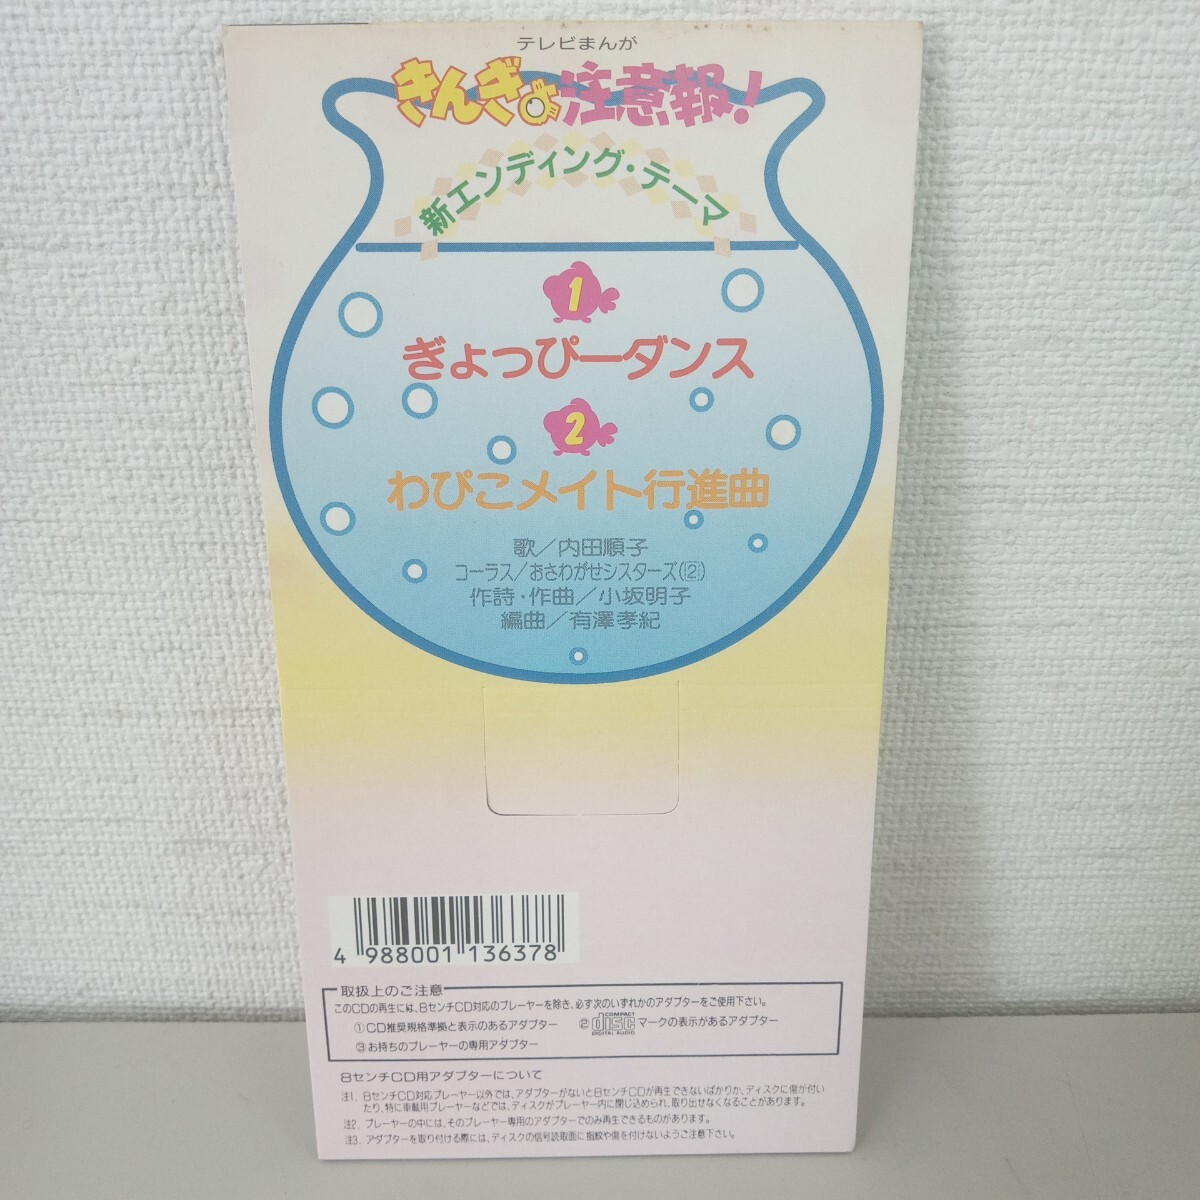 テレビまんが
きんぎょ注意報!
新エンディング・テーマ
1
ぎょっぴーダンス
2
わぴこメイト行進曲
歌/内田順子
コーラス/おさわがせシスターズ(2)
作詩・作曲/小坂明子
編曲/有澤孝紀
4 988001 136378
取扱上のご注意
このCDの再生には、8センチCD対応のプレーヤーを除き、必ず次のいずれかのアダプターをご使用下さい。
①CD推奨規格準拠と表示のあるアダプター ② COMPACT disc DIGITAL AUDIO マークの表示があるアダプター
③お持ちのプレーヤーの専用アダプター
8センチCD用アダプターについて
注1. 8センチCD対応プレーヤー以外では、アダプターがないと8センチCDが再生できないばかりか、ディスクに傷が付い
たり、特に車載用プレーヤーなどでは、ディスクがプレーヤー内に閉じ込められ、取り出せなくなることがあります。
注2. プレーヤーの中には、そのプレーヤー専用のアダプターでのみ再生できるものがあります。
注3. アダプターを取り付ける際には、ディスクの信号読取面に指紋や傷を付けないようご注意下さい。